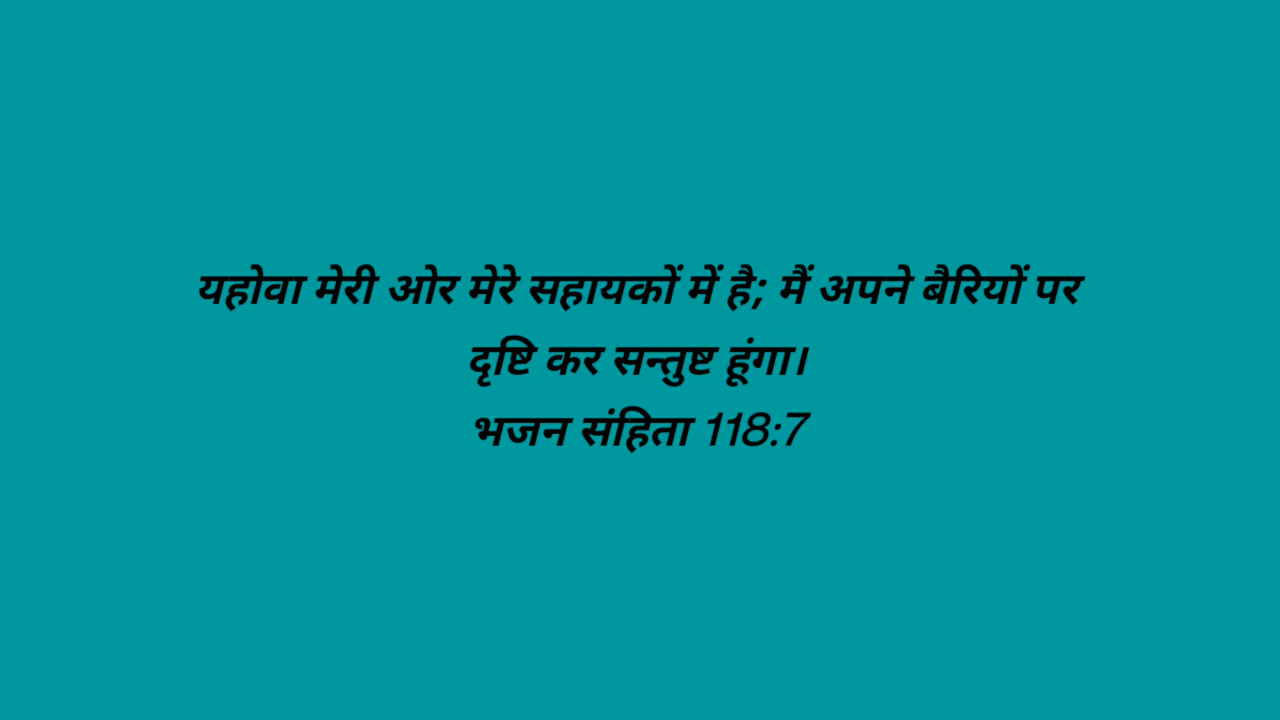 यहोवा मेरी ओर मेरे सहायकों में है; मैं अपने बैरियों पर
दृष्टि कर सन्तुष्ट हूंगा।
भजन संहिता 118:7